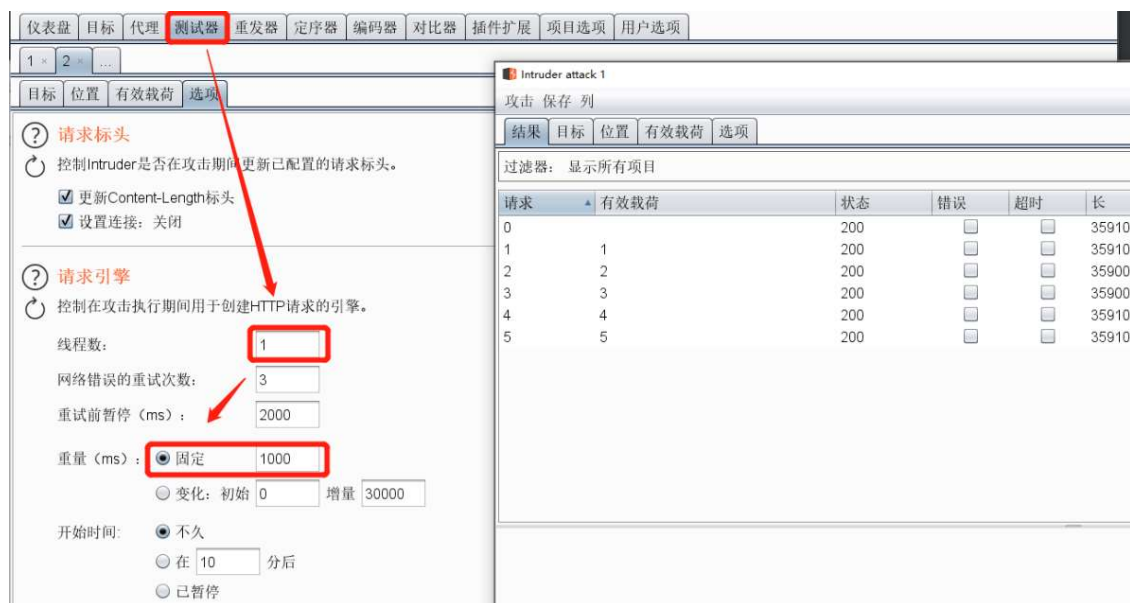 仪表盘 目标 代理 测试器 重发器 定序器 编码器 对比器 插件扩展 项目选项 用户选项
1 × 2 × ...
目标 位置 有效载荷 选项
请求标头
控制Intruder是否在攻击期间更新已配置的请求标头。
更新Content-Length标头
设置连接：关闭
请求引擎
控制在攻击执行期间用于创建HTTP请求的引擎。
线程数： 1
网络错误的重试次数： 3
重试前暂停（ms）： 2000
重量（ms）： 固定 1000
变化：初始 0 增量 30000
开始时间: 不久
在 10 分后
已暂停
Intruder attack 1
攻击 保存 列
结果 目标 位置 有效载荷 选项
过滤器： 显示所有项目
请求 有效载荷 状态 错误 超时 长
0 200 35910
1 1 200 35910
2 2 200 35900
3 3 200 35900
4 4 200 35910
5 5 200 35910